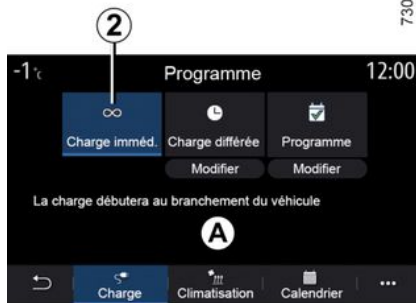 730
2
-1 °c Programme 12:00
∞
Charge imméd. Charge différée Programme
Modifier Modifier
La charge débutera au branchement du véhicule
A
Charge Climatisation Calendrier ...